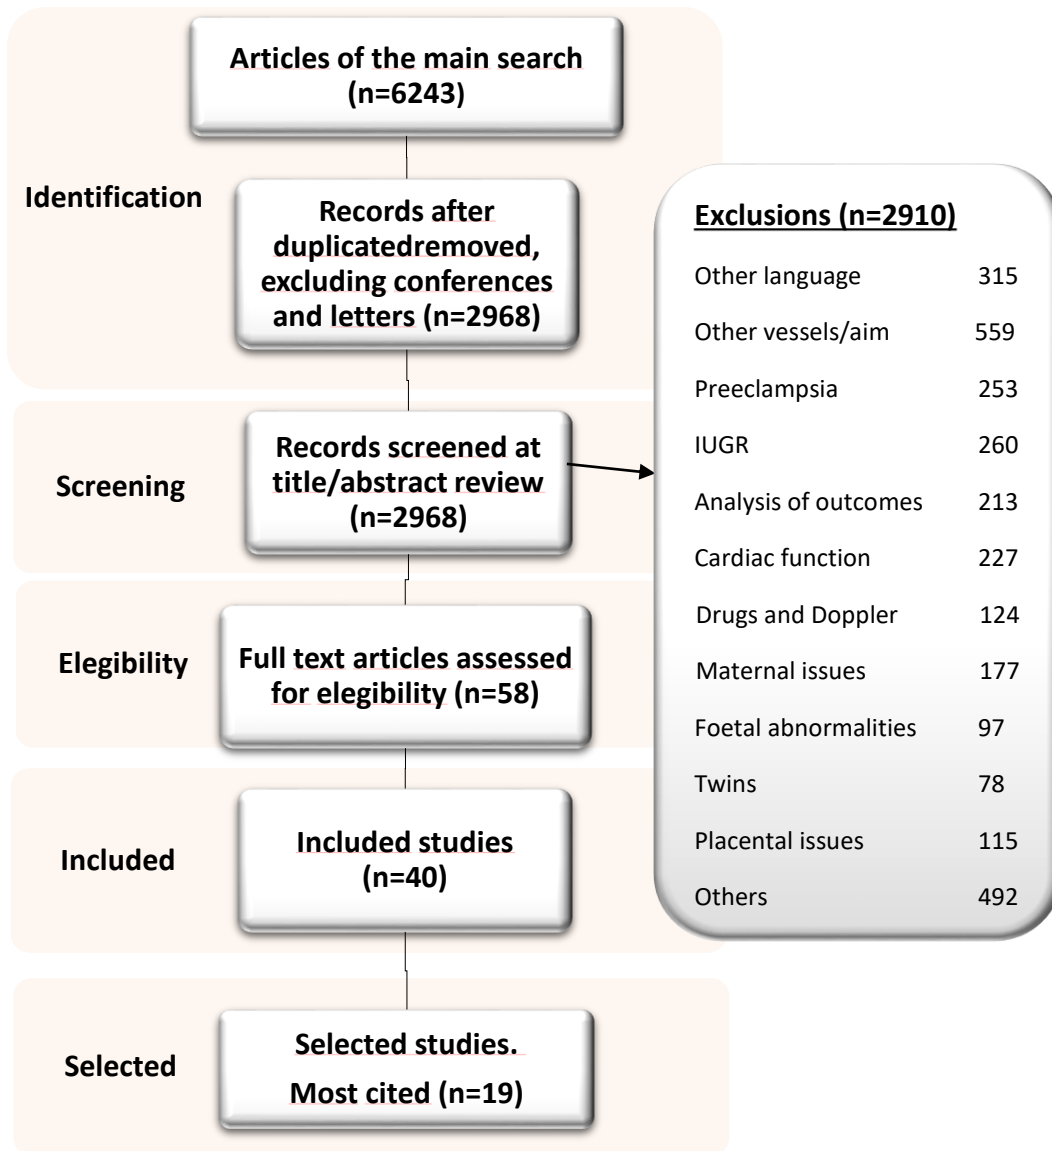 Articles of the main search
(n=6243)
Identification
Records after
duplicatedremoved,
excluding conferences
and letters (n=2968)
Screening
Records screened at
title/abstract review
(n=2968)
Exclusions (n=2910)
Other language 315
Other vessels/aim 559
Preeclampsia 253
IUGR 260
Analysis of outcomes 213
Cardiac function 227
Drugs and Doppler 124
Maternal issues 177
Foetal abnormalities 97
Twins 78
Placental issues 115
Others 492
Elegibility
Full text articles assessed
for elegibility (n=58)
Included
Included studies
(n=40)
Selected
Selected studies.
Most cited (n=19)